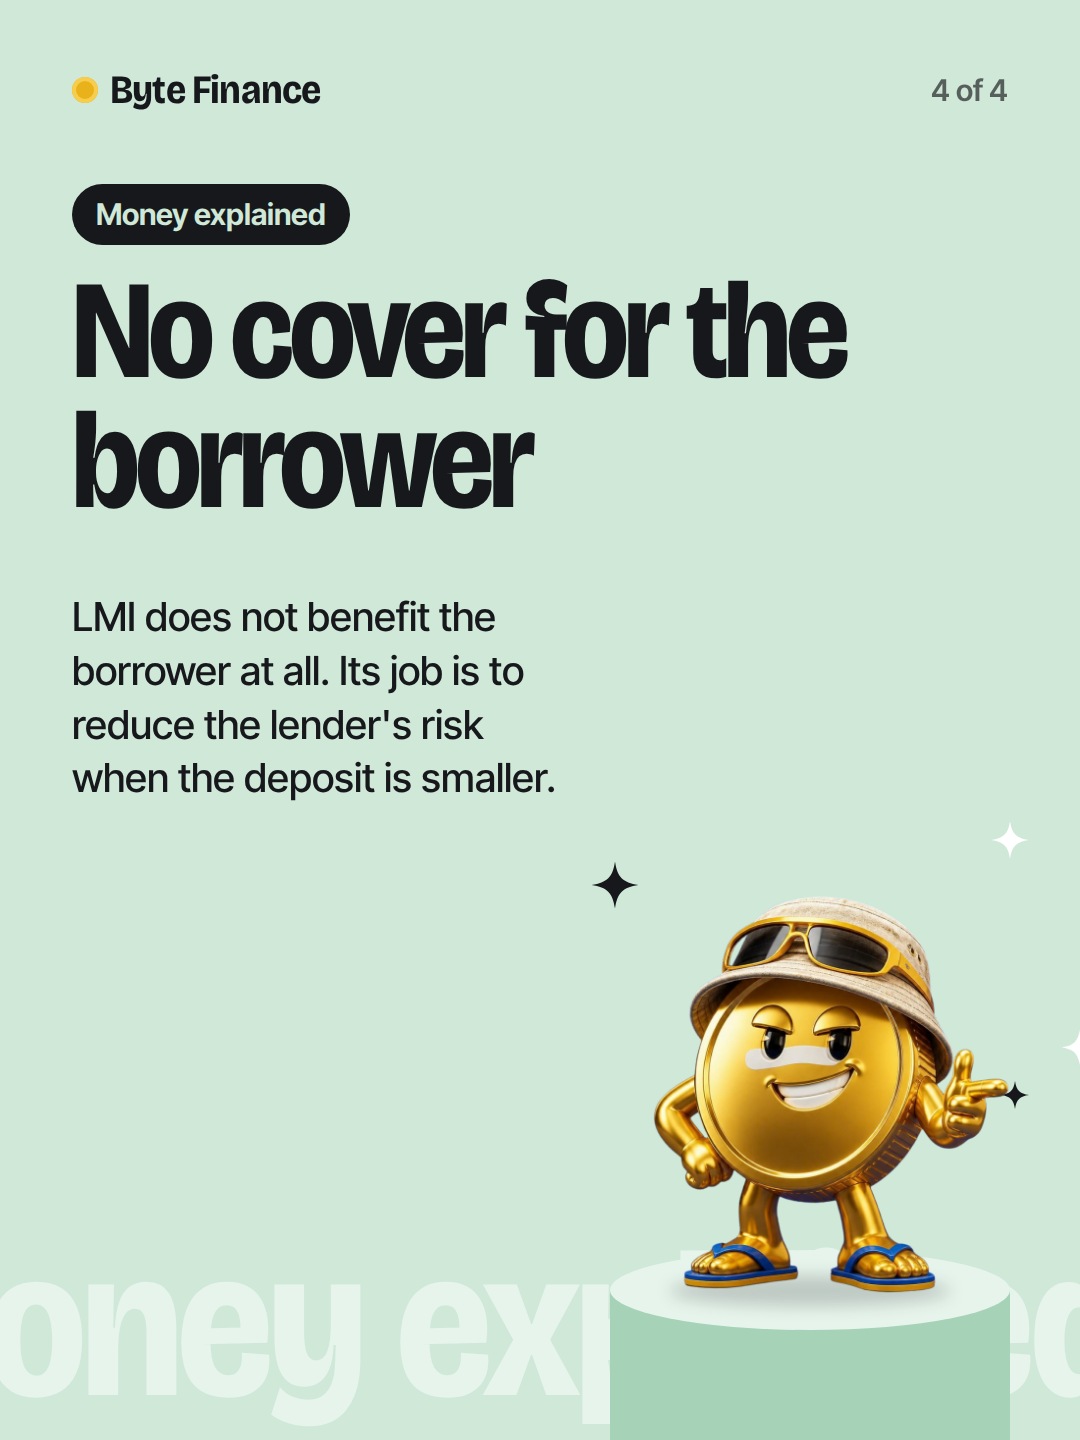 Byte Finance
4 of 4
Money explained
No cover for the
borrower
LMI does not benefit the
borrower at all. Its job is to
reduce the lender's risk
when the deposit is smaller.